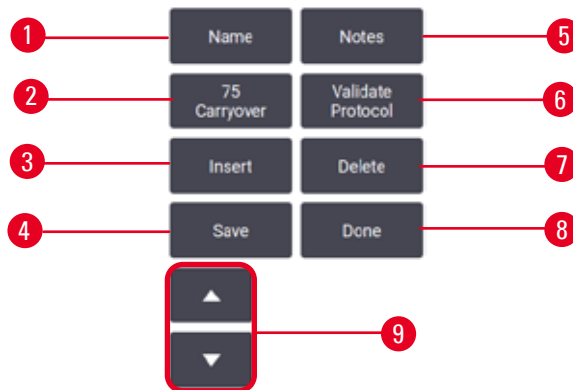 1 Name Notes 5
2 75 Carryover Validate Protocol 6
3 Insert Delete 7
4 Save Done 8
9